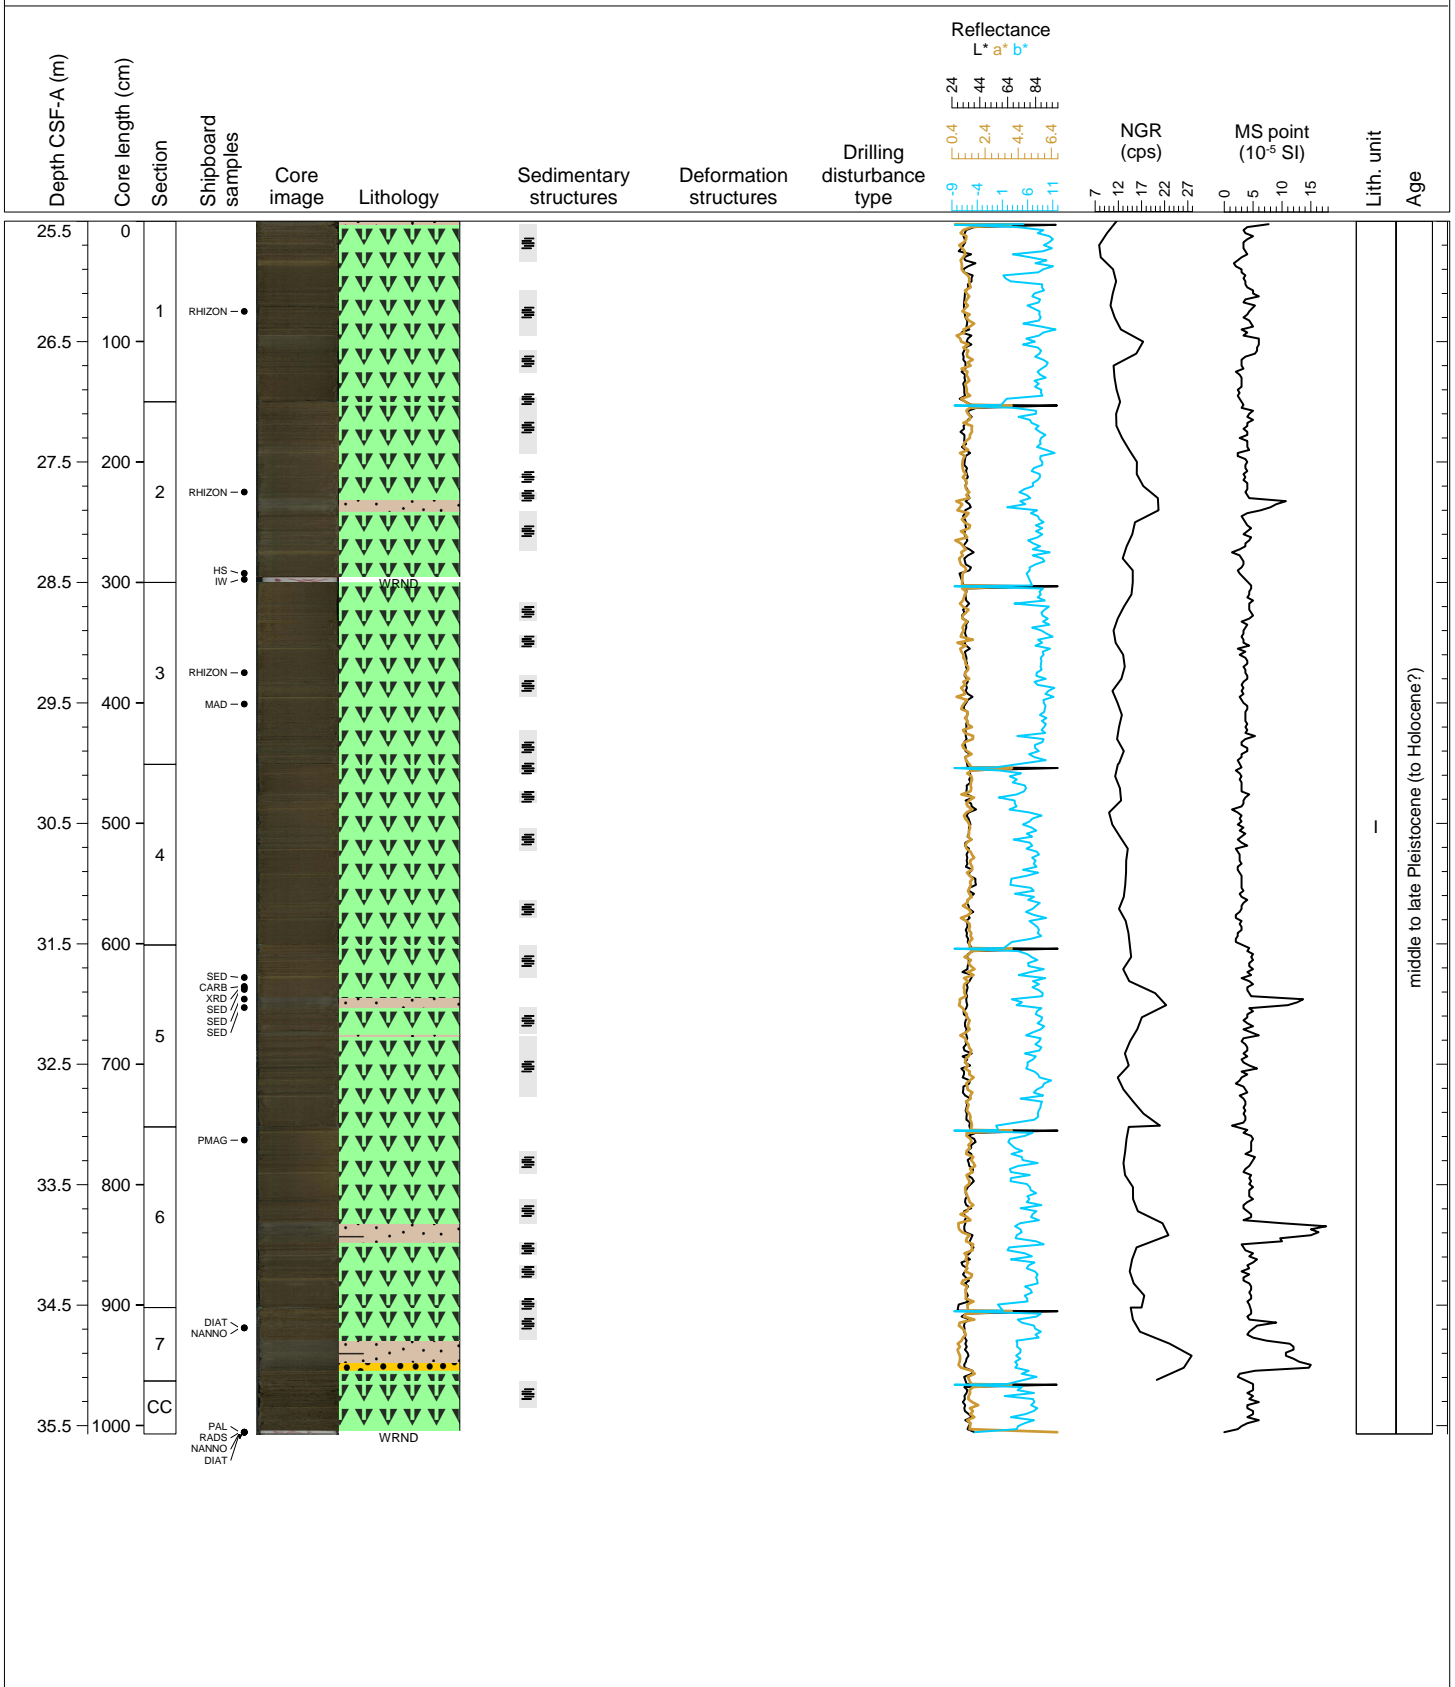 Depth CSF-A (m)
Core length (cm)
Section
Shipboard
samples
Core
image
Lithology
Sedimentary
structures
Deformation
structures
Drilling
disturbance
type
Reflectance
L* a* b*
24 44 64 84
0.4 2.4 4.4 6.4
-9 -4 1 6 11
NGR
(cps)
7 12 17 22 27
MS point
(10⁻⁵ SI)
0 5 10 15
Lith. unit
Age
25.5 0
1
RHIZON
26.5 100
27.5 200
2
RHIZON
HS
IW
28.5 300
WRND
3
RHIZON
MAD
29.5 400
30.5 500
4
31.5 600
SED
CARB
XRD
SED
SED
SED
5
32.5 700
PMAG
33.5 800
6
34.5 900
DIAT
NANNO
7
CC
35.5 1000
PAL
RADS
NANNO
DIAT
WRND
I
middle to late Pleistocene (to Holocene?)